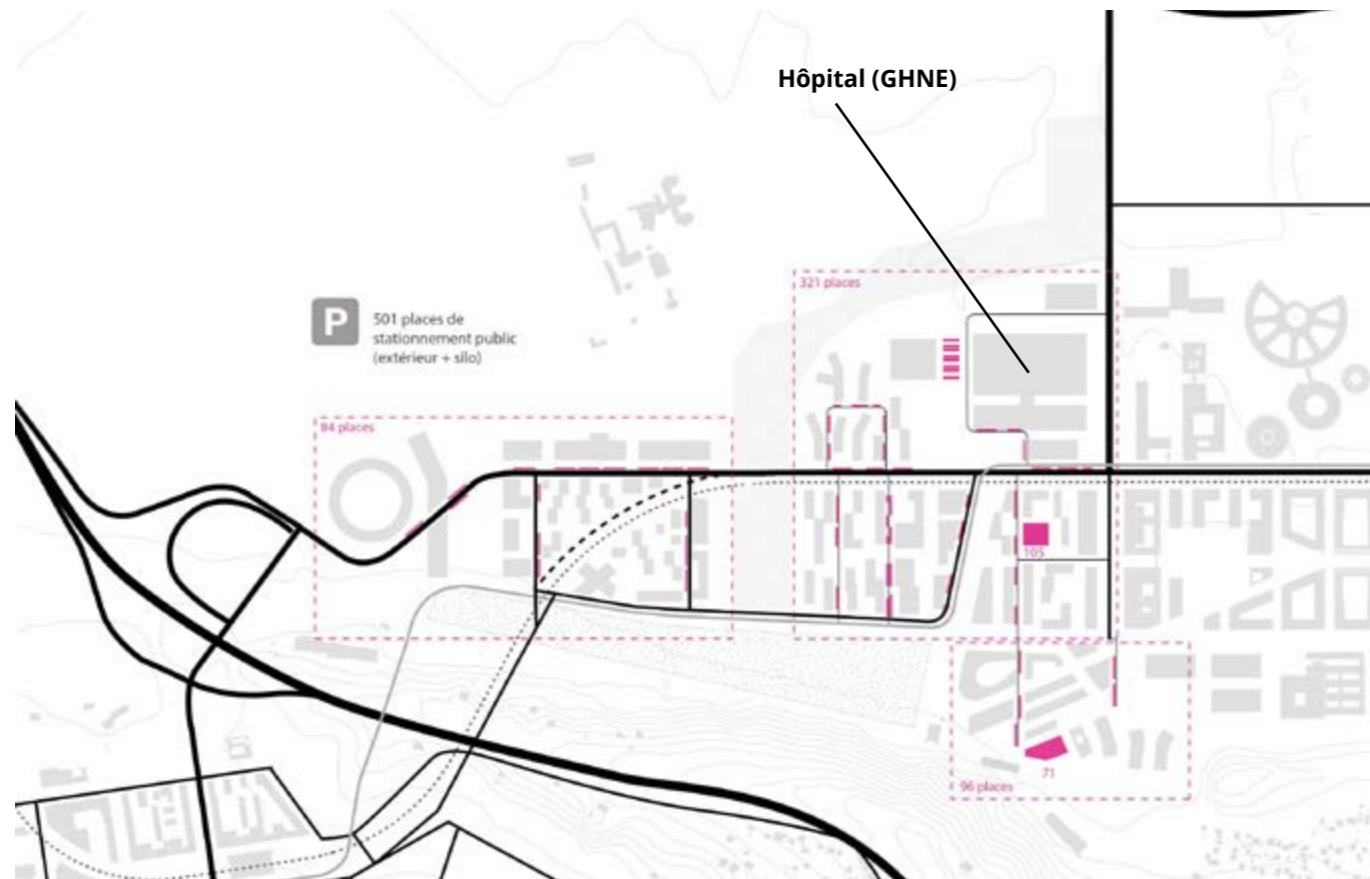 Hôpital (GHNE)
321 places
P
501 places de
stationnement public
(extérieur + silo)
84 places
105
71
96 places